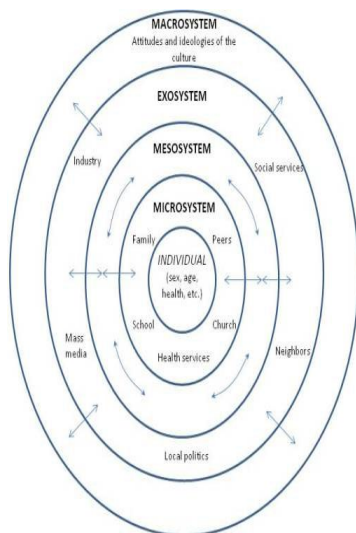 MACROSYSTEM
Attitudes and ideologies of the
culture
EXOSYSTEM
MESOSYSTEM
Industry
Social services
MICROSYSTEM
Family
Peers
INDIVIDUAL
(sex, age,
health, etc.)
School
Church
Mass
media
Health services
Neighbors
Local politics